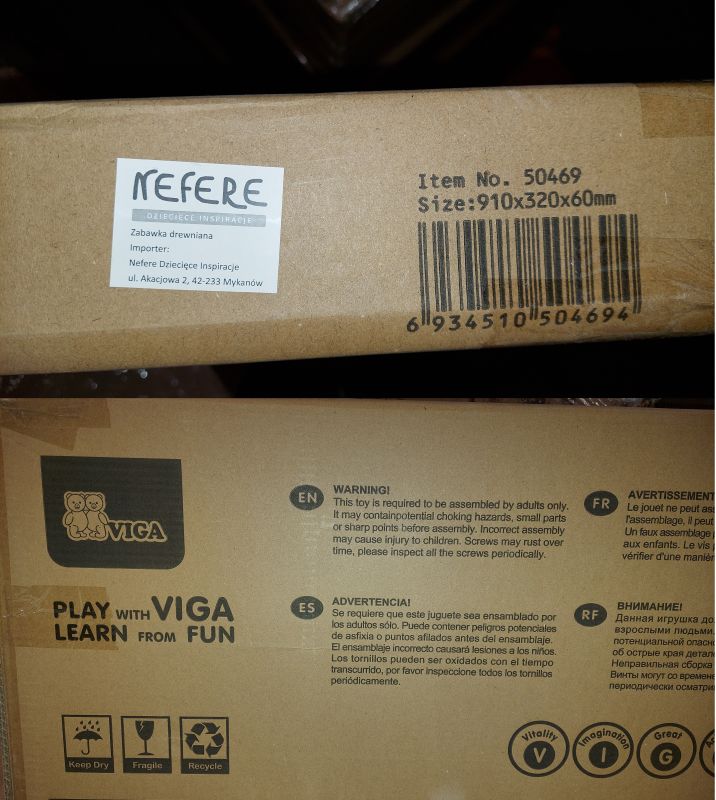 NEFERE
DZIECIĘCE INSPIRACJE
Zabawka drewniana
Importer:
Nefere Dziecięce Inspiracje
ul. Akacjowa 2, 42-233 Mykanów
Item No. 50469
Size:910x320x60mm
6 934510 504694
VIGA
PLAY WITH VIGA
LEARN FROM FUN
Keep Dry
Fragile
Recycle
EN
WARNING!
This toy is required to be assembled by adults only.
It may containpotential choking hazards, small parts
or sharp points before assembly. Incorrect assembly
may cause injury to children. Screws may rust over
time, please inspect all the screws periodically.
ES
ADVERTENCIA!
Se requiere que este juguete sea ensamblado por
los adultos sólo. Puede contener peligros potenciales
de asfixia o puntos afilados antes del ensamblaje.
El ensamblaje incorrecto causará lesiones a los niños.
Los tornillos pueden ser oxidados con el tiempo
transcurrido, por favor inspeccione todos los tornillos
periódicamente.
FR
AVERTISSEMENT
Le jouet ne peut
l'assemblage, il peut
Un faux assemblage
aux enfants. Le vis
vérifier d'une
RF
ВНИМАНИЕ!
Данная игрушка
взрослыми людьми.
потенциальной
об острые края
Неправильная сборка
Винты могут со
периодически
Vitality
V
Imagination
I
Great
G